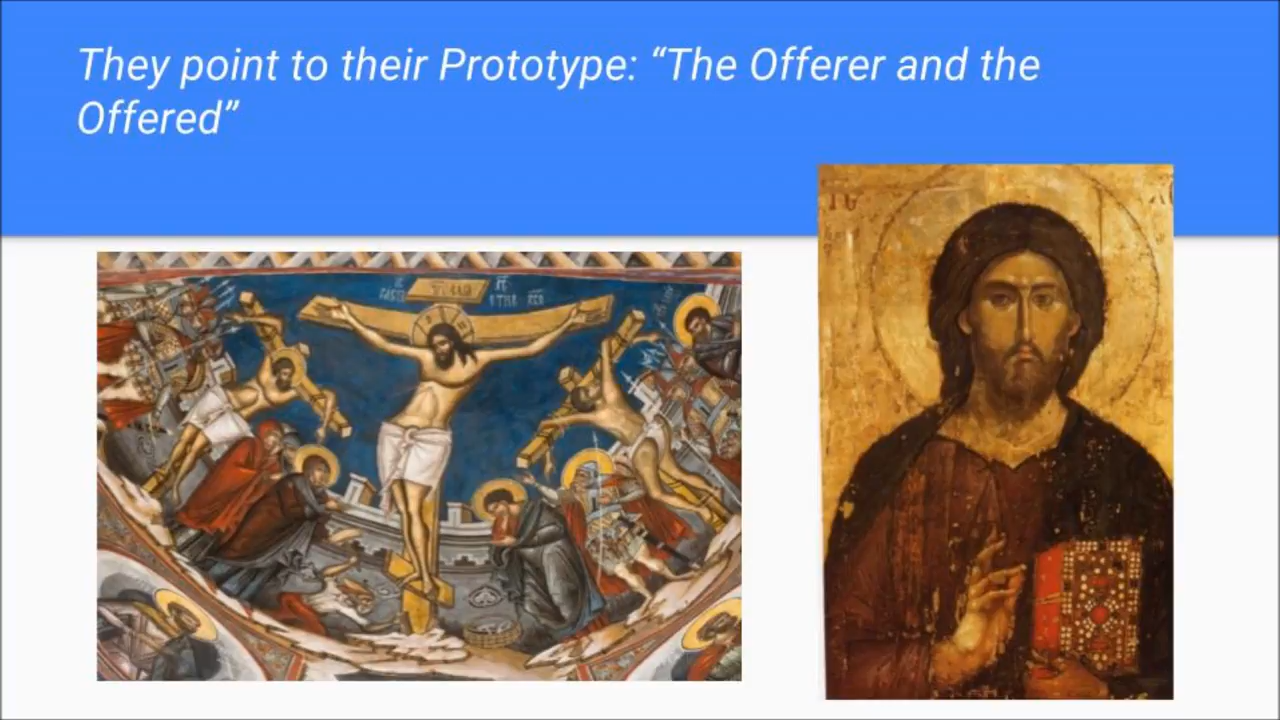 They point to their Prototype: “The Offerer and the
Offered”